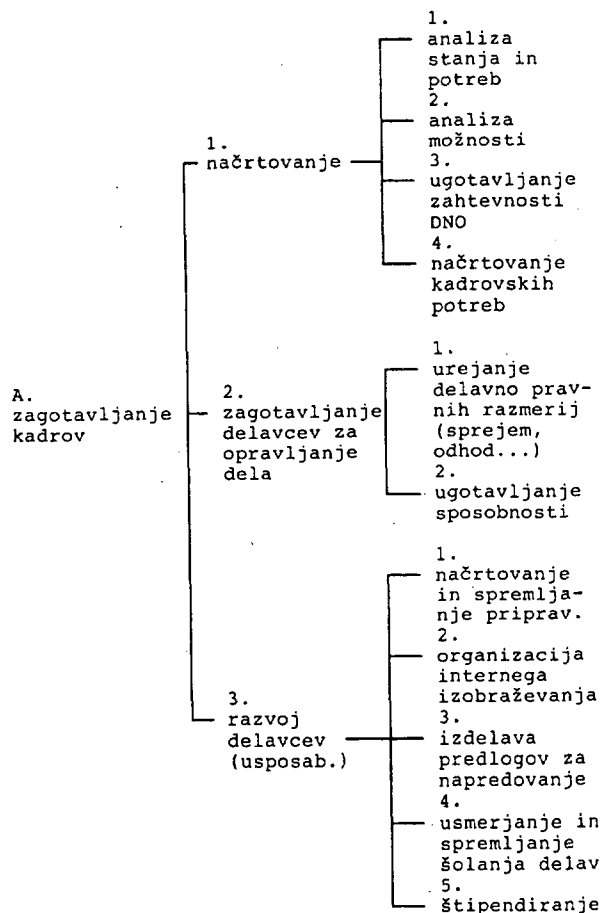 A.
zagotavljanje
kadrov
1.
načrtovanje
1.
analiza
stanja in
potreb
2.
analiza
možnosti
3.
ugotavljanje
zahtevnosti
DNO
4.
načrtovanje
kadrovskih
potreb
2.
zagotavljanje
delavcev za
opravljanje
dela
1.
urejanje
delavno prav-
nih razmerij
(sprejem,
odhod...)
2.
ugotavljanje
sposobnosti
3.
razvoj
delavcev
(usposab.)
1.
načrtovanje
in spremlja-
nje priprav.
2.
organizacija
internega
izobraževanja
3.
izdelava
predlogov za
napredovanje
4.
usmerjanje in
spremljanje
šolanja delav
5.
štipendiranje